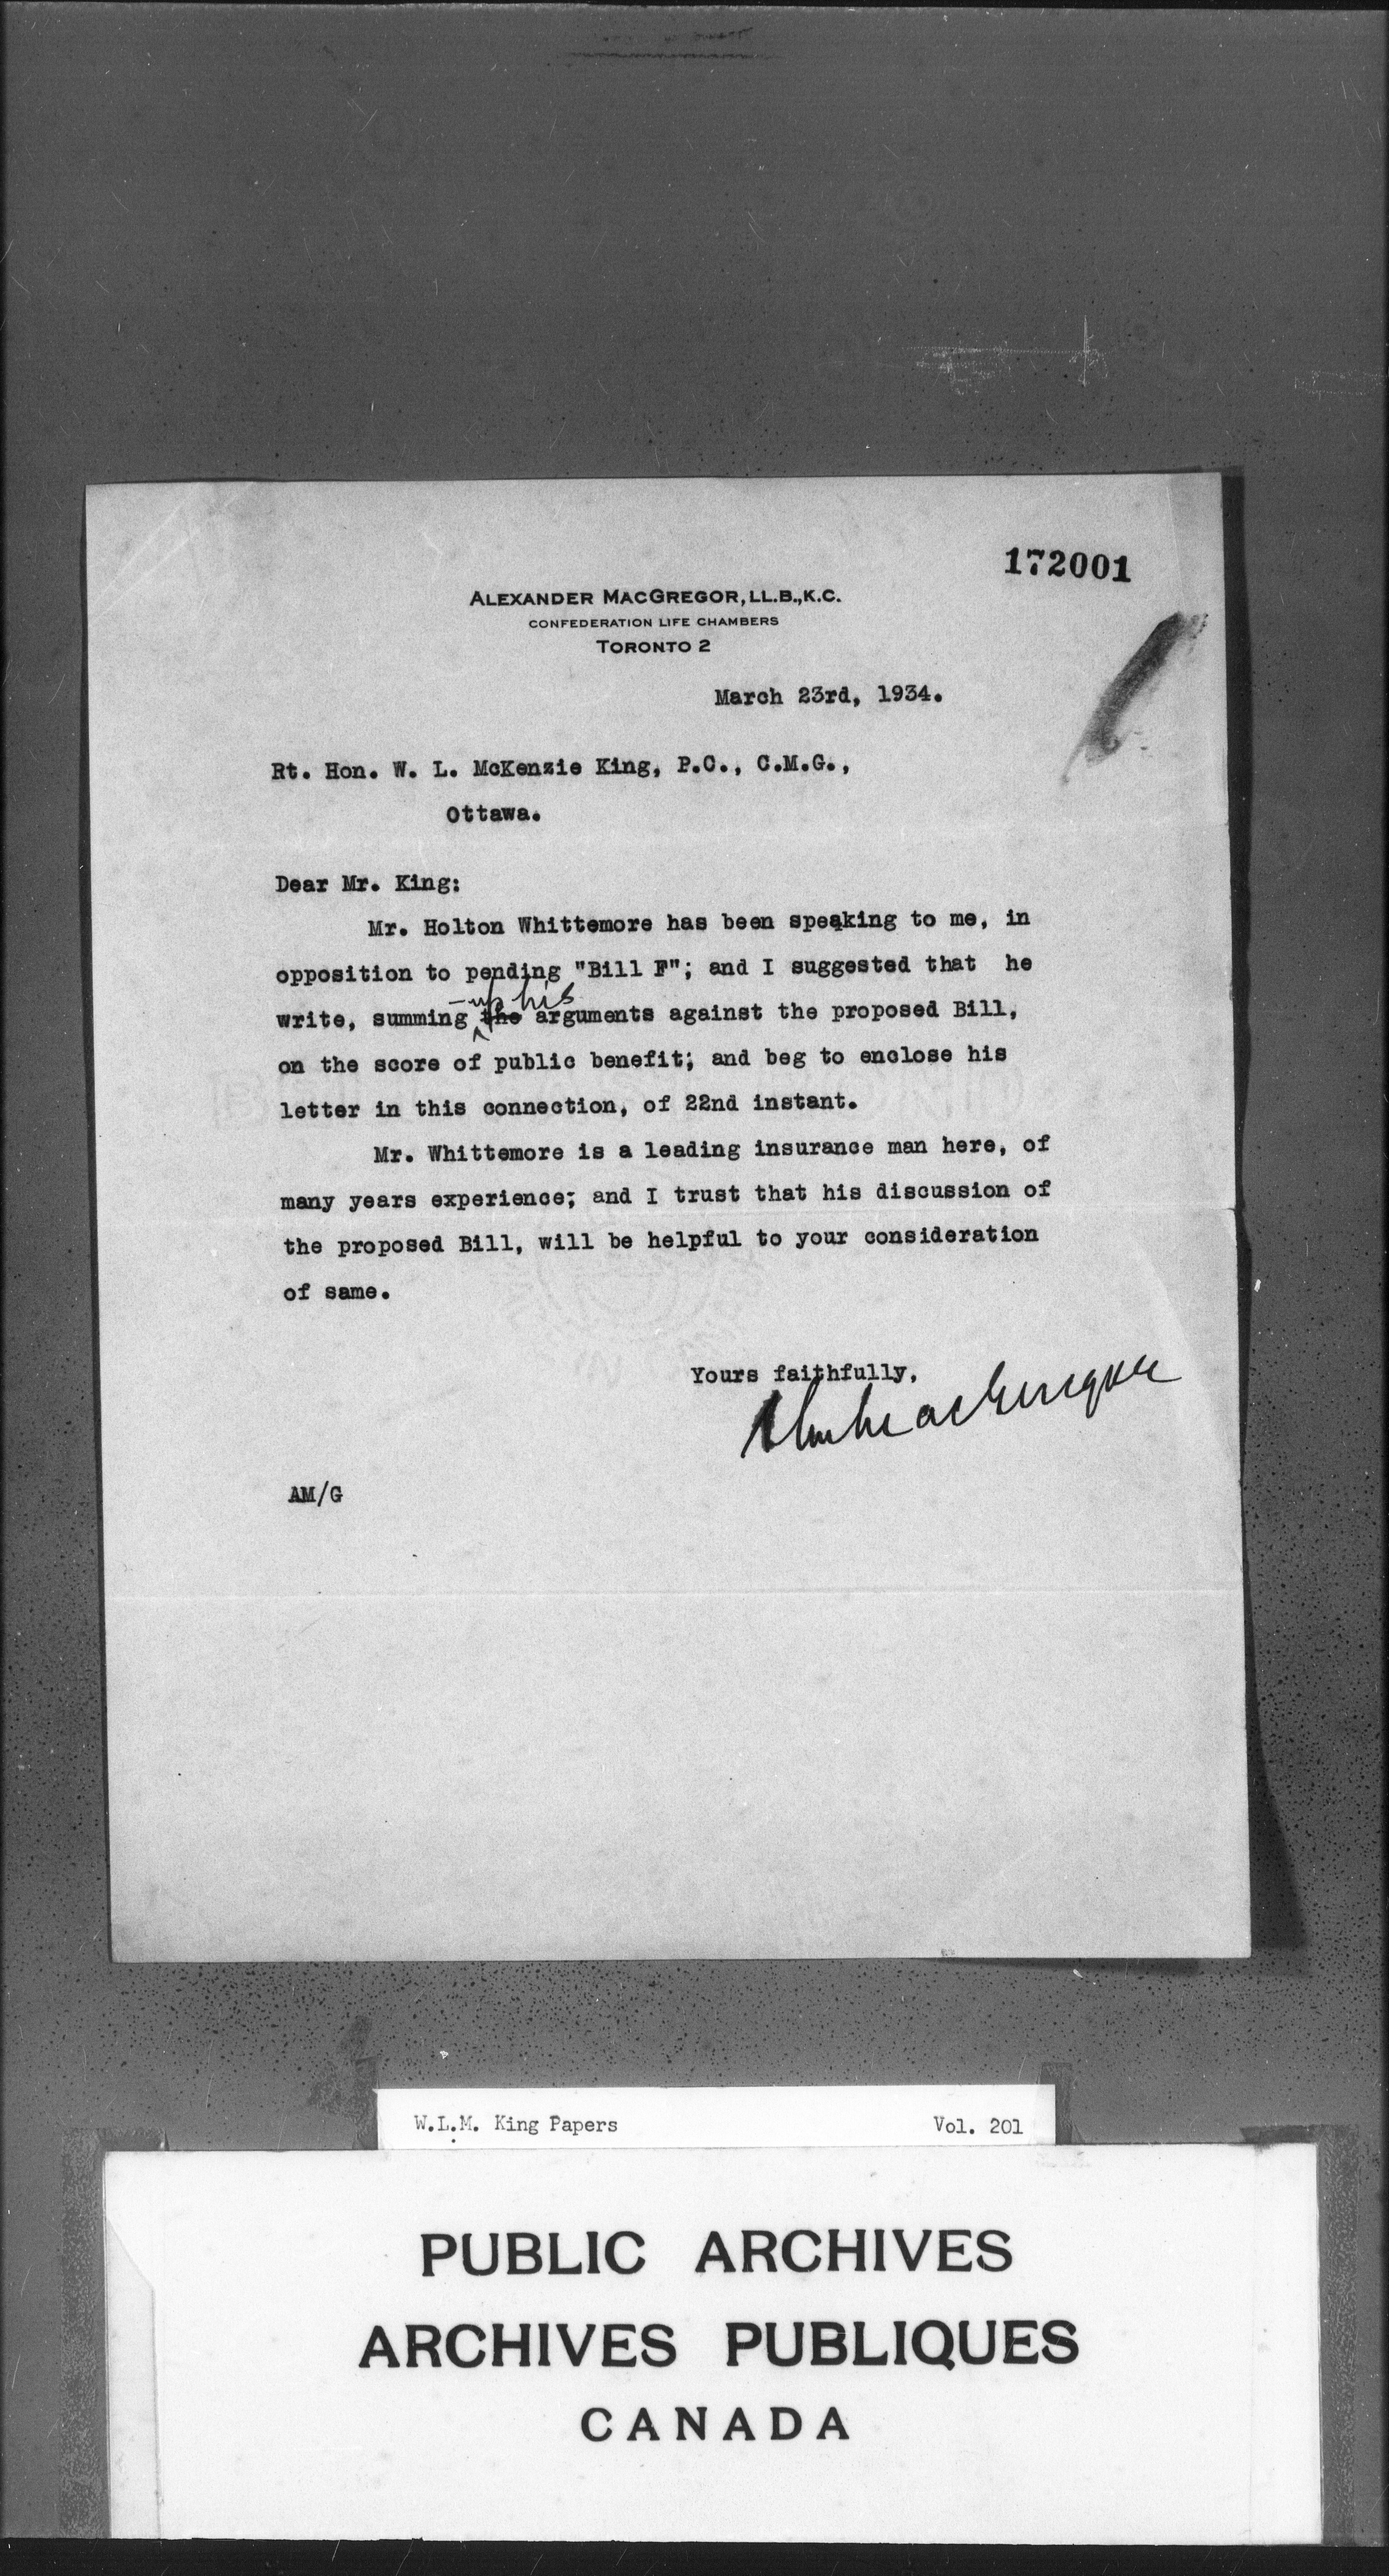 172001
ALEXANDER MACGREGOR, LL.B., K.C.
CONFEDERATION LIFE CHAMBERS
TORONTO 2
March 23rd, 1934.
Rt. Hon. W. L. McKenzie King, P.C., C.M.G.,
Ottawa.
Dear Mr. King:
Mr. Holton Whittemore has been speaking to me, in
opposition to pending "Bill F"; and I suggested that he
-up his
write, summing the arguments against the proposed Bill,
on the score of public benefit; and beg to enclose his
letter in this connection, of 22nd instant.
Mr. Whittemore is a leading insurance man here, of
many years experience; and I trust that his discussion of
the proposed Bill, will be helpful to your consideration
of same.
Yours faithfully,
AM/G
W.L.M. King Papers Vol. 201
PUBLIC ARCHIVES
ARCHIVES PUBLIQUES
CANADA